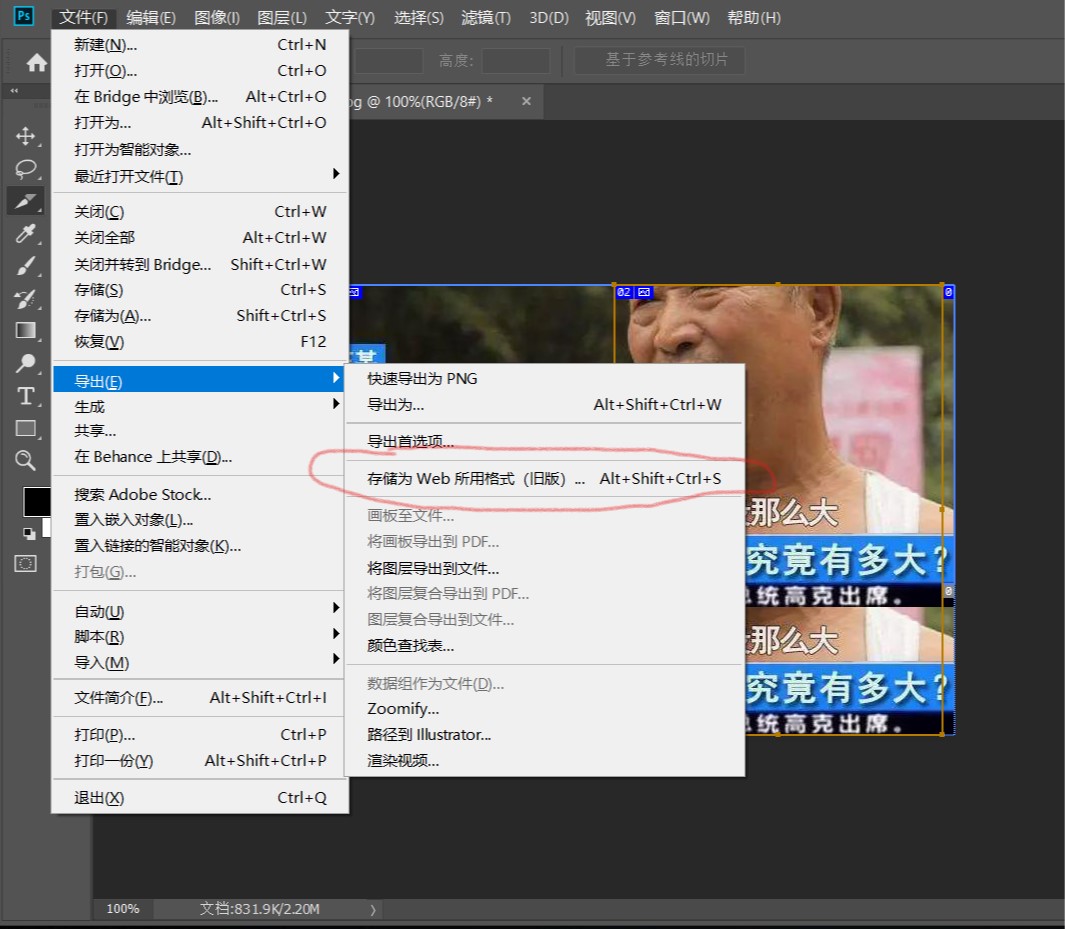 Ps 文件(F) 编辑(E) 图像(I) 图层(L) 文字(Y) 选择(S) 滤镜(T) 3D(D) 视图(V) 窗口(W) 帮助(H)
高度: 基于参考线的切片
@ 100%(RGB/8#) * ×
新建(N)... Ctrl+N
打开(O)... Ctrl+O
在 Bridge 中浏览(B)... Alt+Ctrl+O
打开为... Alt+Shift+Ctrl+O
打开为智能对象...
最近打开文件(T)
关闭(C) Ctrl+W
关闭全部 Alt+Ctrl+W
关闭并转到 Bridge... Shift+Ctrl+W
存储(S) Ctrl+S
存储为(A)... Shift+Ctrl+S
恢复(V) F12
导出(E)
生成
共享...
在 Behance 上共享(D)...
搜索 Adobe Stock...
置入嵌入对象(L)...
置入链接的智能对象(K)...
打包(G)...
自动(U)
脚本(R)
导入(M)
文件简介(F)... Alt+Shift+Ctrl+I
打印(P)... Ctrl+P
打印一份(Y) Alt+Shift+Ctrl+P
退出(X) Ctrl+Q
快速导出为 PNG
导出为... Alt+Shift+Ctrl+W
导出首选项...
存储为 Web 所用格式（旧版）... Alt+Shift+Ctrl+S
画板至文件...
将画板导出到 PDF...
将图层导出到文件...
将图层复合导出到 PDF...
图层复合导出到文件...
颜色查找表...
数据组作为文件(D)...
Zoomify...
路径到 Illustrator...
渲染视频...
02
0
某
那么大
究竟有多大?
0
总统高克出席。
那么大
究竟有多大?
总统高克出席。
T
100% 文档:831.9K/2.20M